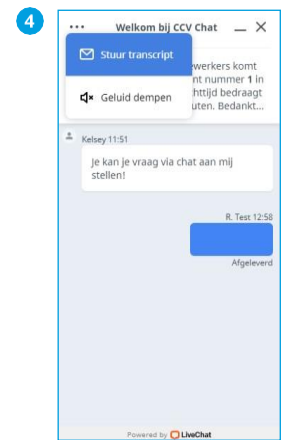 4
Welkom bij CCV Chat
Stuur transcript
ewerkers komt
nt nummer 1 in
Geluid dempen
httijd bedraagt
uten. Bedankt...
Kelsey 11:51
Je kan je vraag via chat aan mij
stellen!
R. Test 12:58
Afgeleverd
Powered by LiveChat